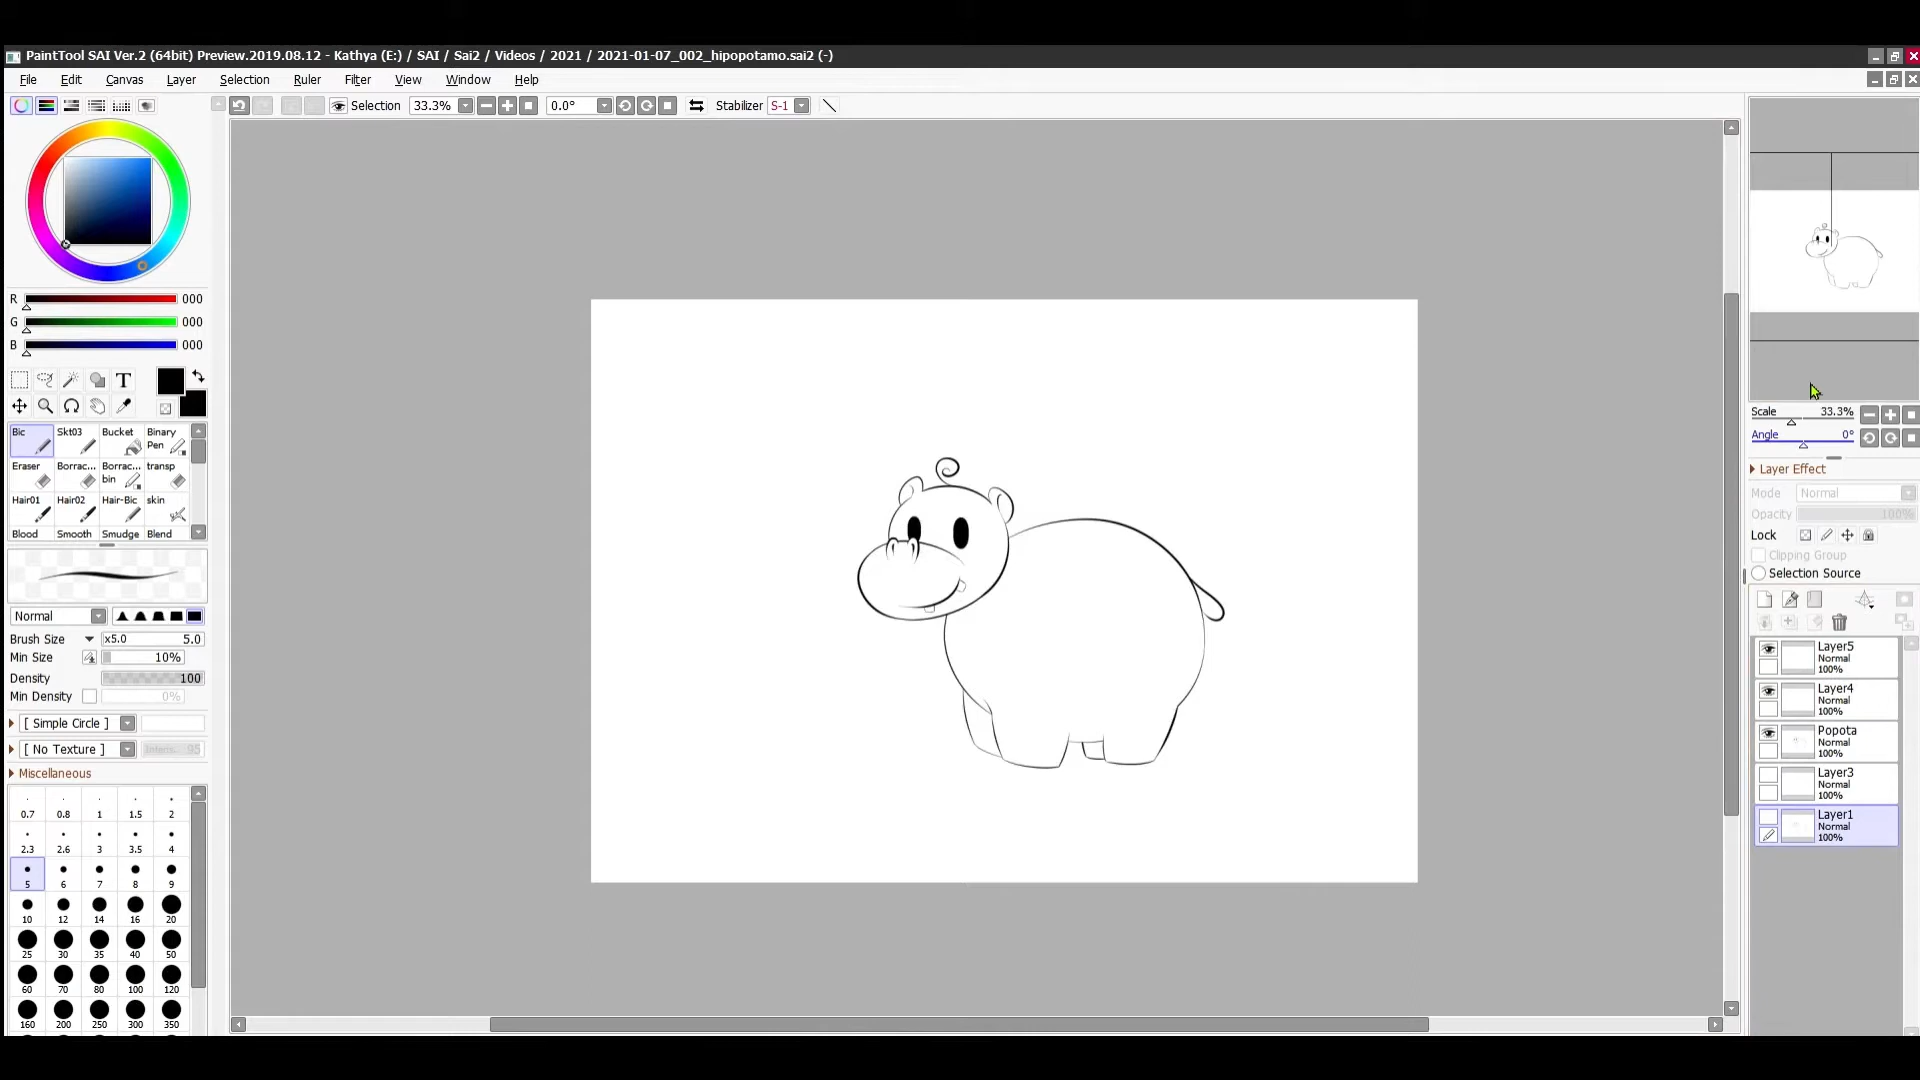 PaintTool SAI Ver.2 (64bit) Preview.2019.08.12 - Kathya (E:) / SAI / Sai2 / Videos / 2021 / 2021-01-07_002_hipopotamo.sai2 (-)
File Edit Canvas Layer Selection Ruler Filter View Window Help
Selection 33.3% 0.0° Stabilizer S-1
R 000
G 000
B 000
T
Bic Skt03 Bucket Binary Pen
Eraser Borrac... Borrac... bin transp
Hair01 Hair02 Hair-Bic skin
Blood Smooth Smudge Blend
Normal
Brush Size x5.0 5.0
Min Size 10%
Density 100
Min Density 0%
[ Simple Circle ]
[ No Texture ] 95
Miscellaneous
0.7 0.8 1 1.5 2
2.3 2.6 3 3.5 4
5 6 7 8 9
10 12 14 16 20
25 30 35 40 50
60 70 80 100 120
160 200 250 300 350
Scale 33.3%
Angle 0°
Layer Effect
Mode Normal
Opacity 100%
Lock
Clipping Group
Selection Source
Layer5
Normal
100%
Layer4
Normal
100%
Popota
Normal
100%
Layer3
Normal
100%
Layer1
Normal
100%